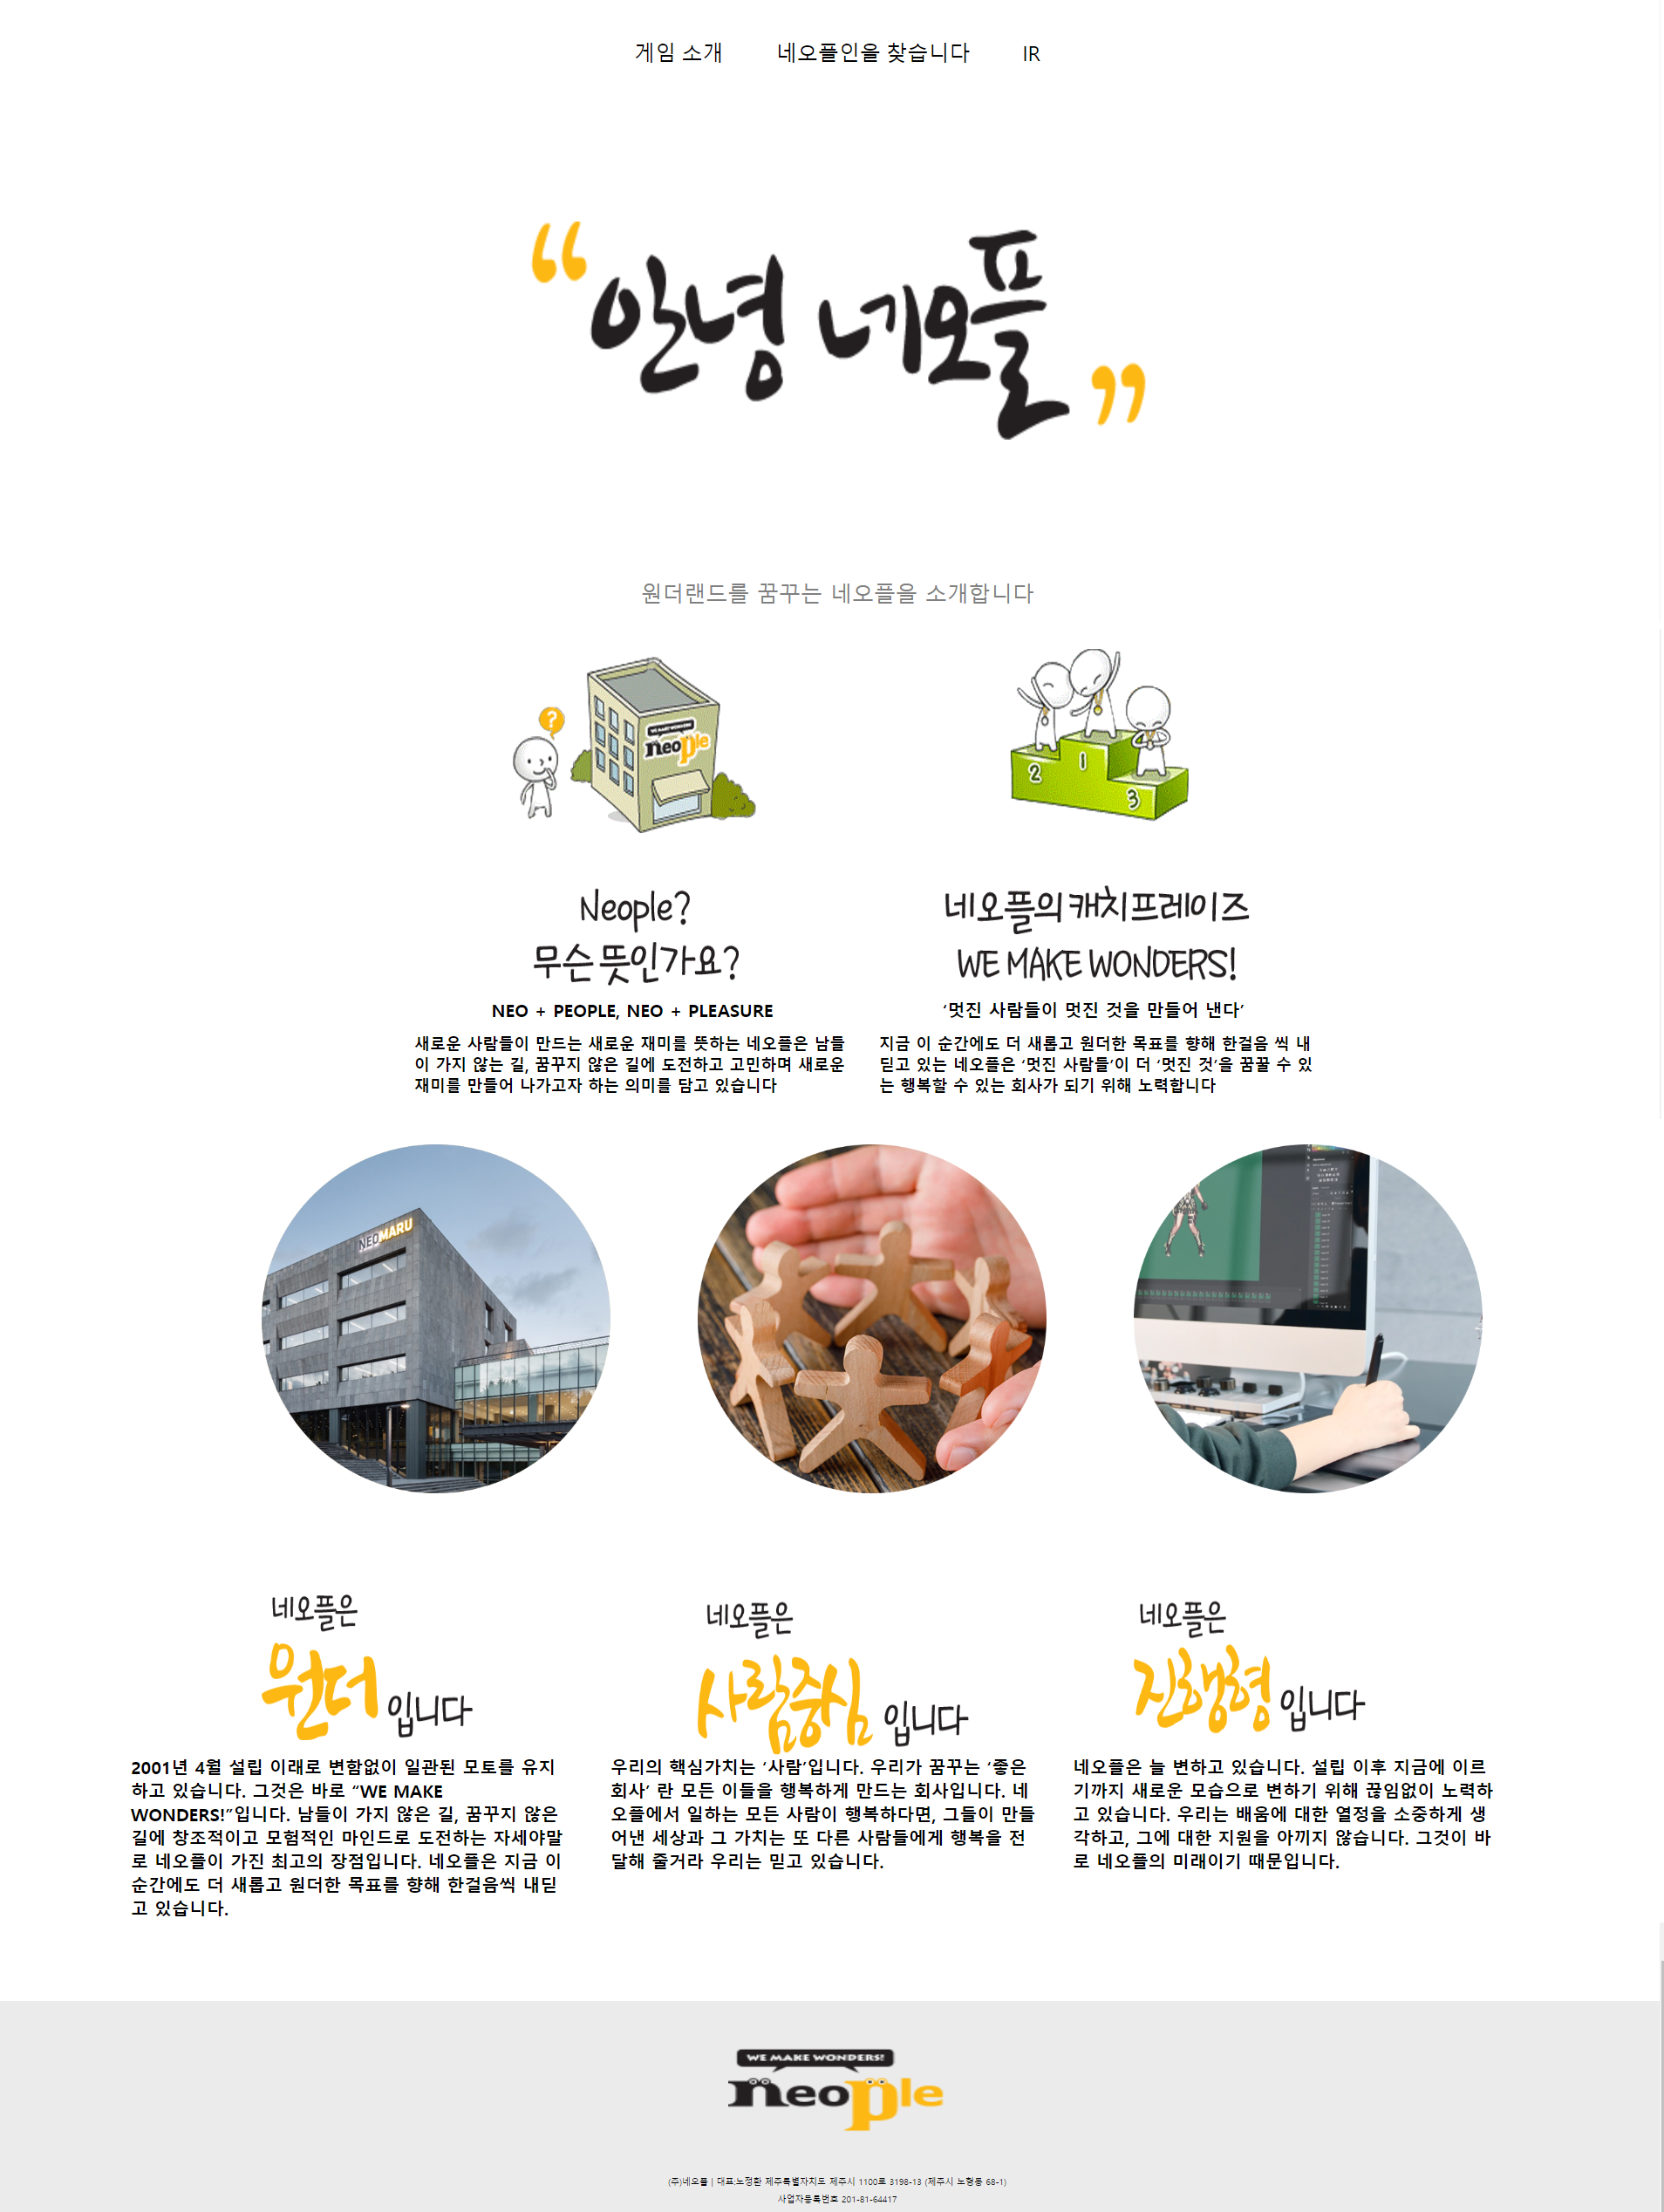 게임 소개 네오플인을 찾습니다 IR
“안녕 네오플”
원더랜드를 꿈꾸는 네오플을 소개합니다
?
WE MAKE WONDERS!
neople
2 1 3
Neople?
무슨 뜻인가요?
NEO + PEOPLE, NEO + PLEASURE
새로운 사람들이 만드는 새로운 재미를 뜻하는 네오플은 남들
이 가지 않는 길, 꿈꾸지 않은 길에 도전하고 고민하며 새로운
재미를 만들어 나가고자 하는 의미를 담고 있습니다
네오플의 캐치프레이즈
WE MAKE WONDERS!
‘멋진 사람들이 멋진 것을 만들어 낸다’
지금 이 순간에도 더 새롭고 원더한 목표를 향해 한걸음 씩 내
딛고 있는 네오플은 ‘멋진 사람들’이 더 ‘멋진 것’을 꿈꿀 수 있
는 행복할 수 있는 회사가 되기 위해 노력합니다
NEOMARU
네오플은
원더 입니다
2001년 4월 설립 이래로 변함없이 일관된 모토를 유지
하고 있습니다. 그것은 바로 “WE MAKE
WONDERS!”입니다. 남들이 가지 않은 길, 꿈꾸지 않은
길에 창조적이고 모험적인 마인드로 도전하는 자세야말
로 네오플이 가진 최고의 장점입니다. 네오플은 지금 이
순간에도 더 새롭고 원더한 목표를 향해 한걸음씩 내딛
고 있습니다.
네오플은
사람중심 입니다
우리의 핵심가치는 ‘사람’입니다. 우리가 꿈꾸는 ‘좋은
회사’ 란 모든 이들을 행복하게 만드는 회사입니다. 네
오플에서 일하는 모든 사람이 행복하다면, 그들이 만들
어낸 세상과 그 가치는 또 다른 사람들에게 행복을 전
달해 줄거라 우리는 믿고 있습니다.
네오플은
진행형 입니다
네오플은 늘 변하고 있습니다. 설립 이후 지금에 이르
기까지 새로운 모습으로 변하기 위해 끊임없이 노력하
고 있습니다. 우리는 배움에 대한 열정을 소중하게 생
각하고, 그에 대한 지원을 아끼지 않습니다. 그것이 바
로 네오플의 미래이기 때문입니다.
WE MAKE WONDERS!
neople
(주)네오플 | 대표:노정환 제주특별자치도 제주시 1100로 3198-13 (제주시 노형동 68-1)
사업자등록번호 201-81-64417